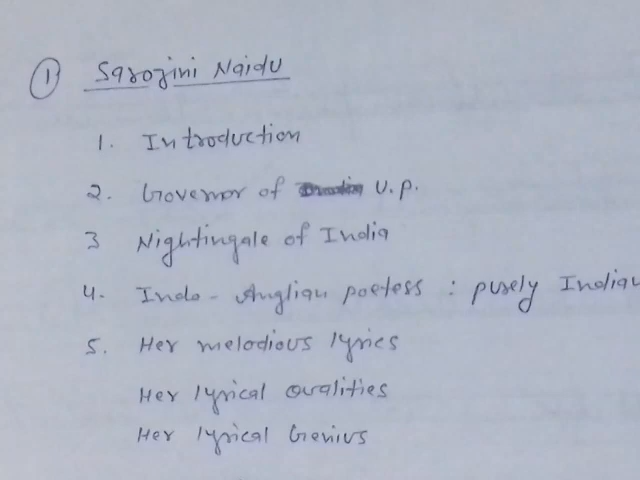 ① Sarojini Naidu
1. Introduction
2. Governor of U.P.
3 Nightingale of India
4. Indo-Anglian poetess : purely Indian
5. Her melodious lyrics
Her lyrical Qualities
Her lyrical Genius